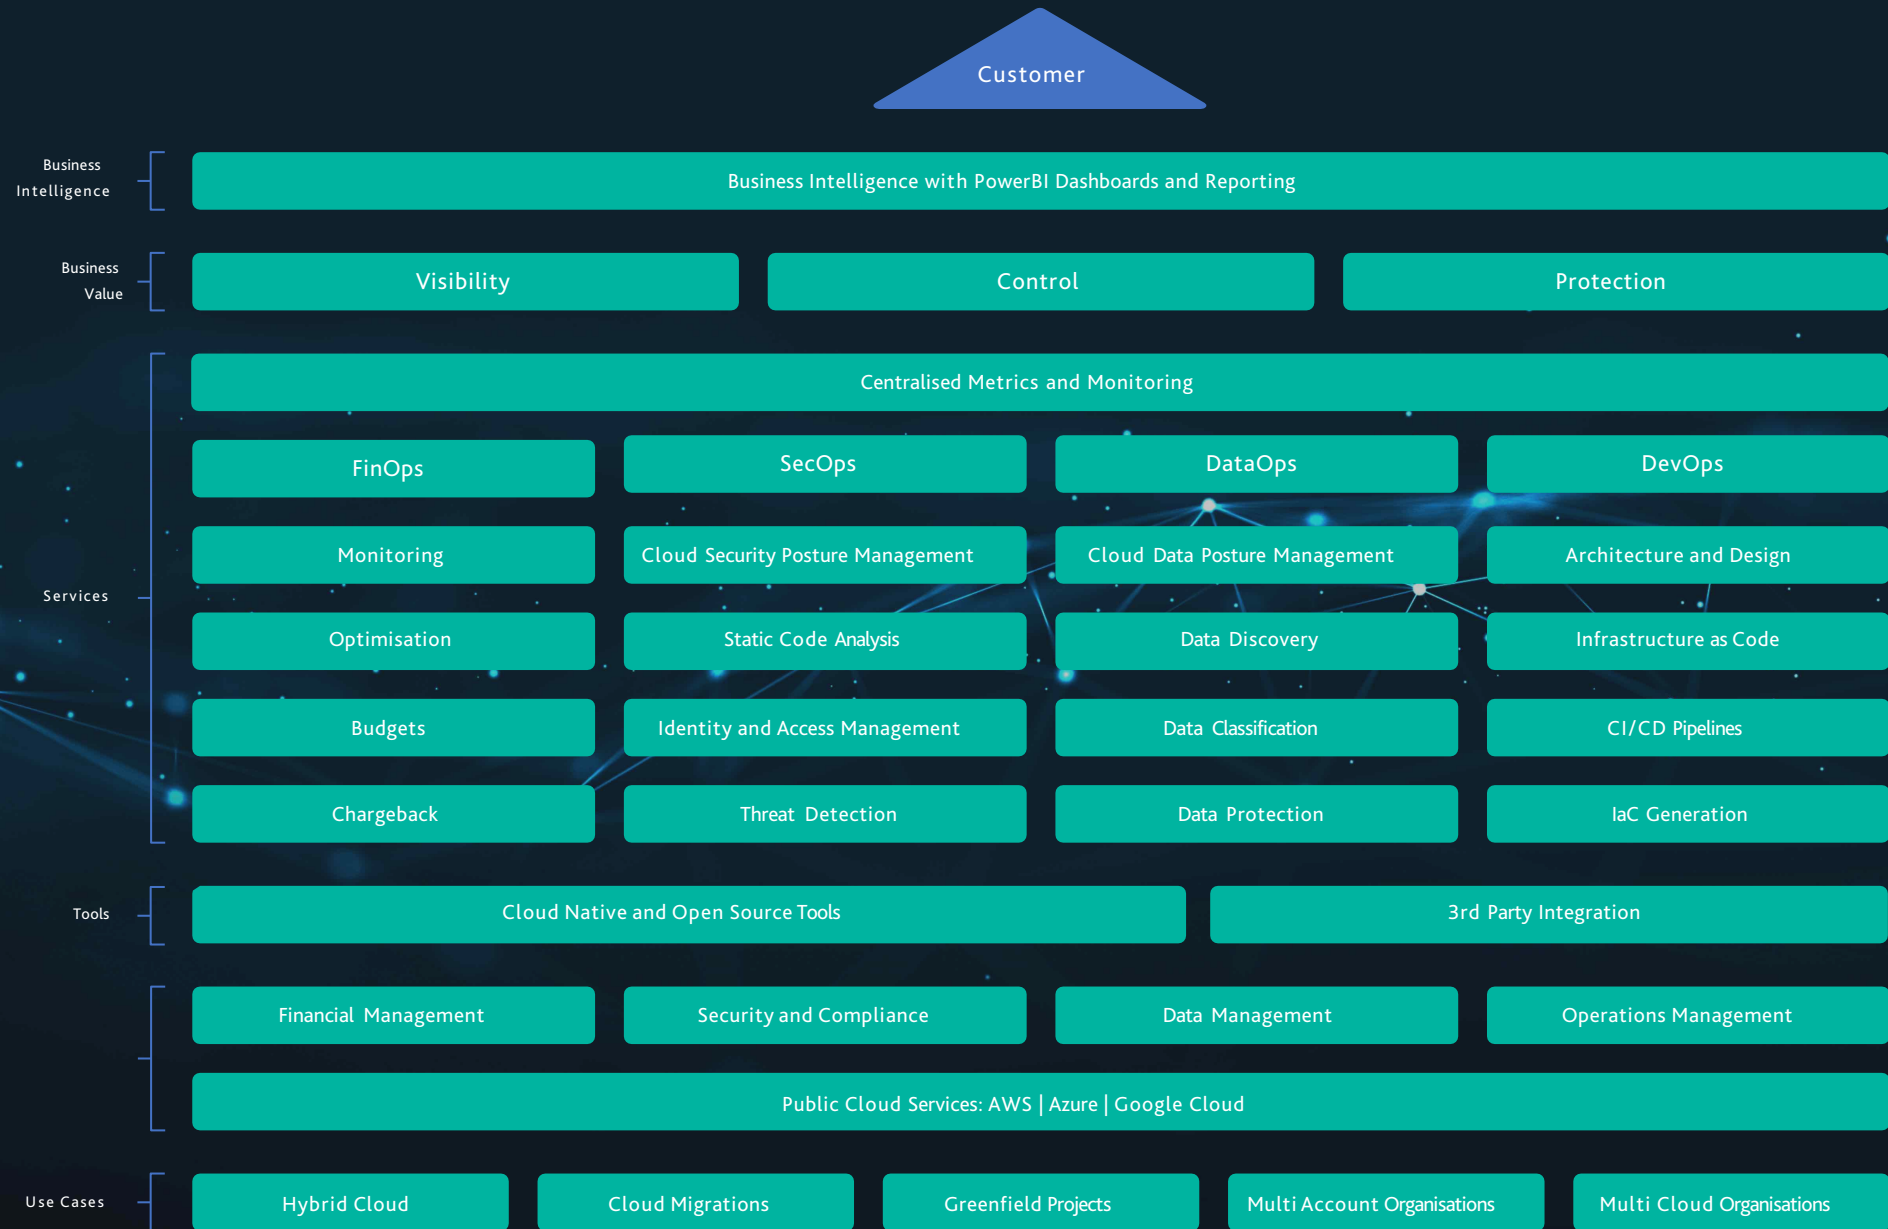 Customer
Business
Intelligence
Business Intelligence with PowerBI Dashboards and Reporting
Business
Value
Visibility
Control
Protection
Centralised Metrics and Monitoring
FinOps
SecOps
DataOps
DevOps
Monitoring
Cloud Security Posture Management
Cloud Data Posture Management
Architecture and Design
Services
Optimisation
Static Code Analysis
Data Discovery
Infrastructure as Code
Budgets
Identity and Access Management
Data Classification
CI/CD Pipelines
Chargeback
Threat Detection
Data Protection
IaC Generation
Tools
Cloud Native and Open Source Tools
3rd Party Integration
Financial Management
Security and Compliance
Data Management
Operations Management
Public Cloud Services: AWS | Azure | Google Cloud
Use Cases
Hybrid Cloud
Cloud Migrations
Greenfield Projects
Multi Account Organisations
Multi Cloud Organisations